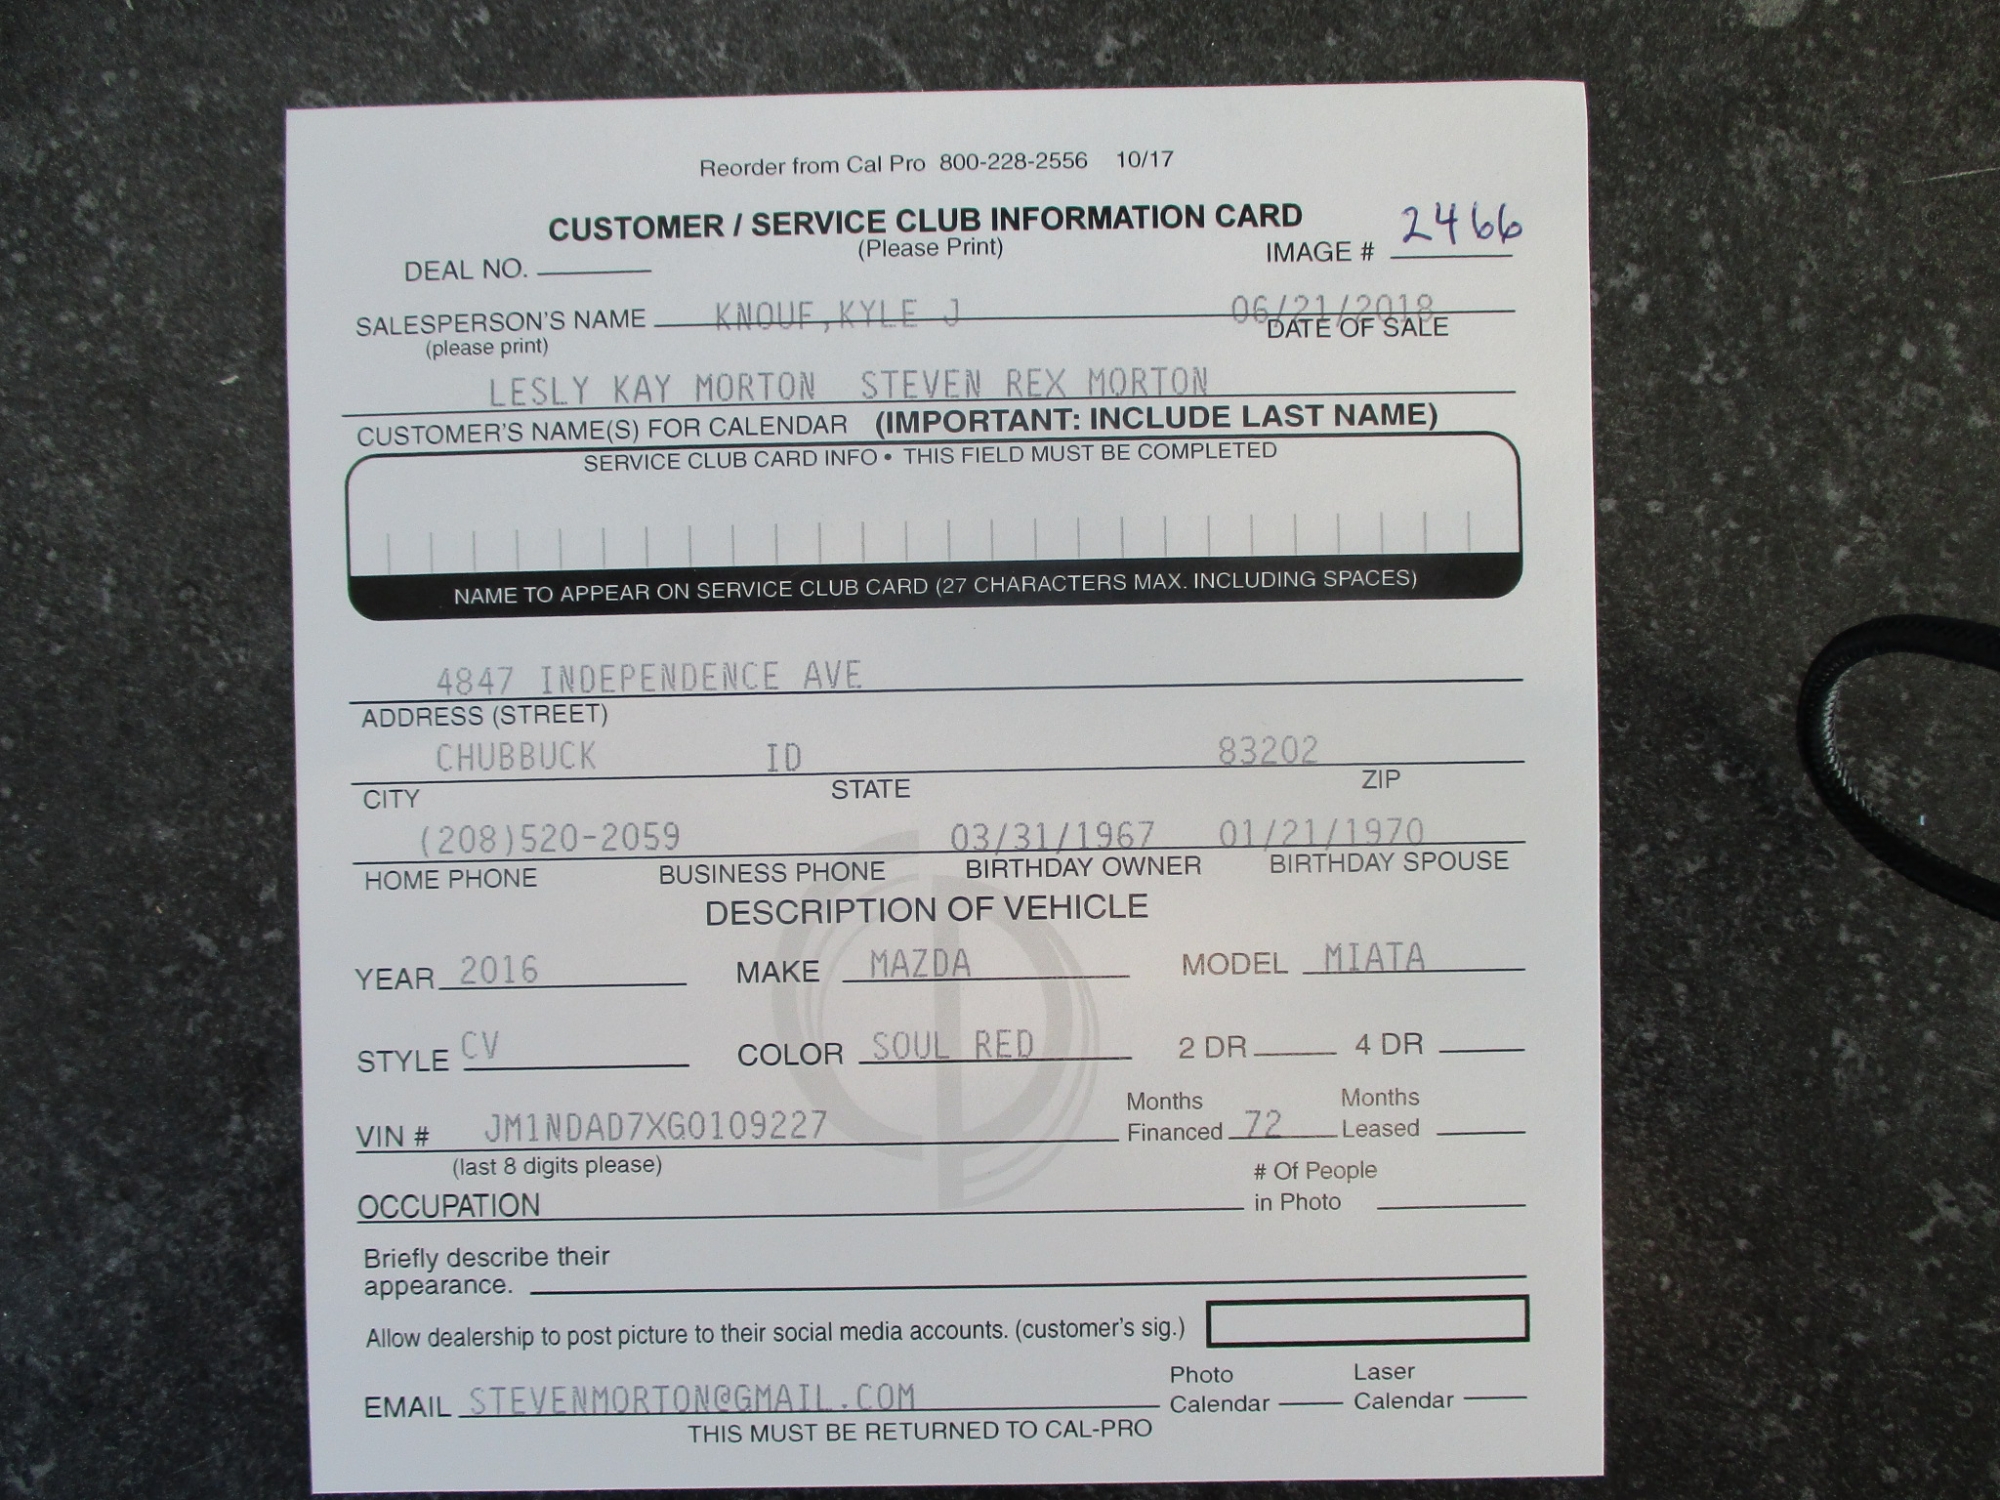 Reorder from Cal Pro 800-228-2556 10/17
CUSTOMER / SERVICE CLUB INFORMATION CARD
(Please Print)
DEAL NO. IMAGE # 2466
SALESPERSON'S NAME KNOUF,KYLE J 06/21/2018
(please print) DATE OF SALE
LESLY KAY MORTON STEVEN REX MORTON
CUSTOMER'S NAME(S) FOR CALENDAR (IMPORTANT: INCLUDE LAST NAME)
SERVICE CLUB CARD INFO • THIS FIELD MUST BE COMPLETED
NAME TO APPEAR ON SERVICE CLUB CARD (27 CHARACTERS MAX. INCLUDING SPACES)
4847 INDEPENDENCE AVE
ADDRESS (STREET)
CHUBBUCK ID 83202
CITY STATE ZIP
(208)520-2059 03/31/1967 01/21/1970
HOME PHONE BUSINESS PHONE BIRTHDAY OWNER BIRTHDAY SPOUSE
DESCRIPTION OF VEHICLE
YEAR 2016 MAKE MAZDA MODEL MIATA
STYLE CV COLOR SOUL RED 2 DR 4 DR
Months Months
VIN # JM1NDAD7XG0109227 Financed 72 Leased
(last 8 digits please) # Of People
OCCUPATION in Photo
Briefly describe their
appearance.
Allow dealership to post picture to their social media accounts. (customer's sig.)
Photo Laser
EMAIL STEVENMORTON@GMAIL.COM Calendar Calendar
THIS MUST BE RETURNED TO CAL-PRO